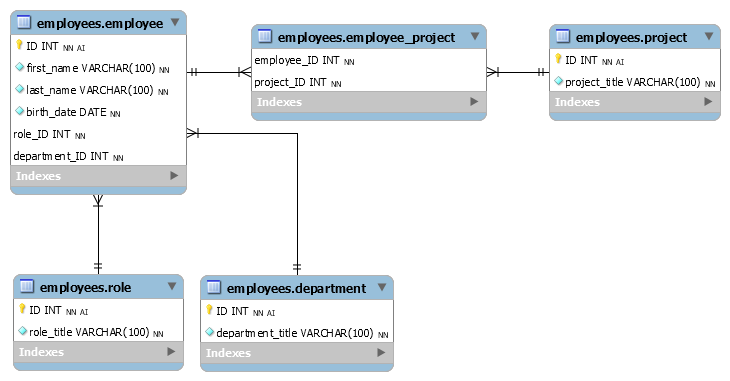 employees.employee
ID INT NN AI
first_name VARCHAR(100) NN
last_name VARCHAR(100) NN
birth_date DATE NN
role_ID INT NN
department_ID INT NN
Indexes
employees.employee_project
employee_ID INT NN
project_ID INT NN
Indexes
employees.project
ID INT NN AI
project_title VARCHAR(100) NN
Indexes
employees.role
ID INT NN AI
role_title VARCHAR(100) NN
Indexes
employees.department
ID INT NN AI
department_title VARCHAR(100) NN
Indexes